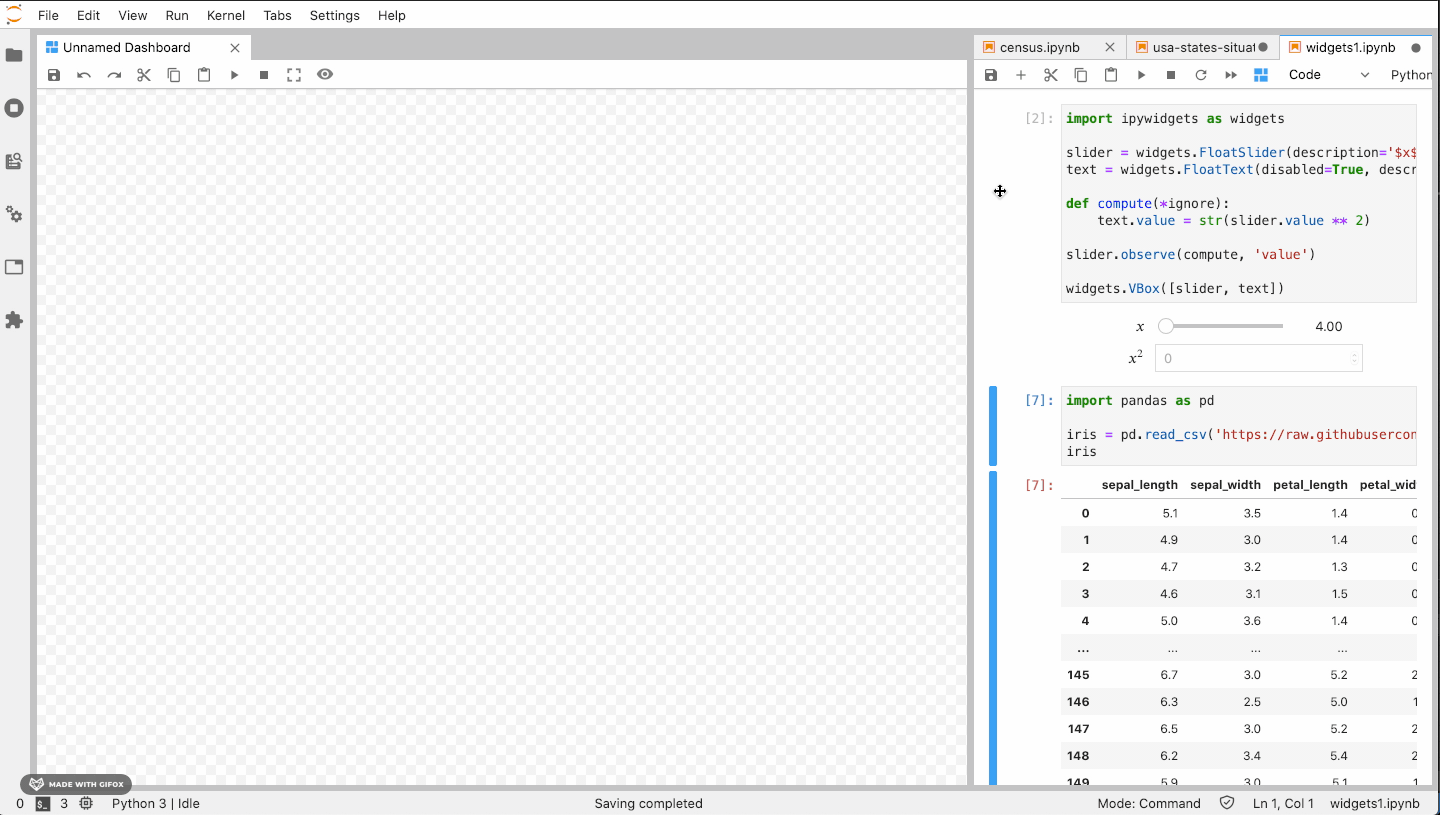 File Edit View Run Kernel Tabs Settings Help
Unnamed Dashboard
census.ipynb usa-states-situat widgets1.ipynb
Code Python
[2]: import ipywidgets as widgets
slider = widgets.FloatSlider(description='$x$
text = widgets.FloatText(disabled=True, descr
def compute(*ignore):
    text.value = str(slider.value ** 2)
slider.observe(compute, 'value')
widgets.VBox([slider, text])
x 4.00
x² 0
[7]: import pandas as pd
iris = pd.read_csv('https://raw.githubusercon
iris
[7]: sepal_length sepal_width petal_length petal_wid
0 5.1 3.5 1.4 0
1 4.9 3.0 1.4 0
2 4.7 3.2 1.3 0
3 4.6 3.1 1.5 0
4 5.0 3.6 1.4 0
... ... ... ...
145 6.7 3.0 5.2 2
146 6.3 2.5 5.0 1
147 6.5 3.0 5.2 2
148 6.2 3.4 5.4 2
149 5.9 3.0 5.1 1
MADE WITH GIFOX
0 $_ 3 Python 3 | Idle Saving completed Mode: Command Ln 1, Col 1 widgets1.ipynb